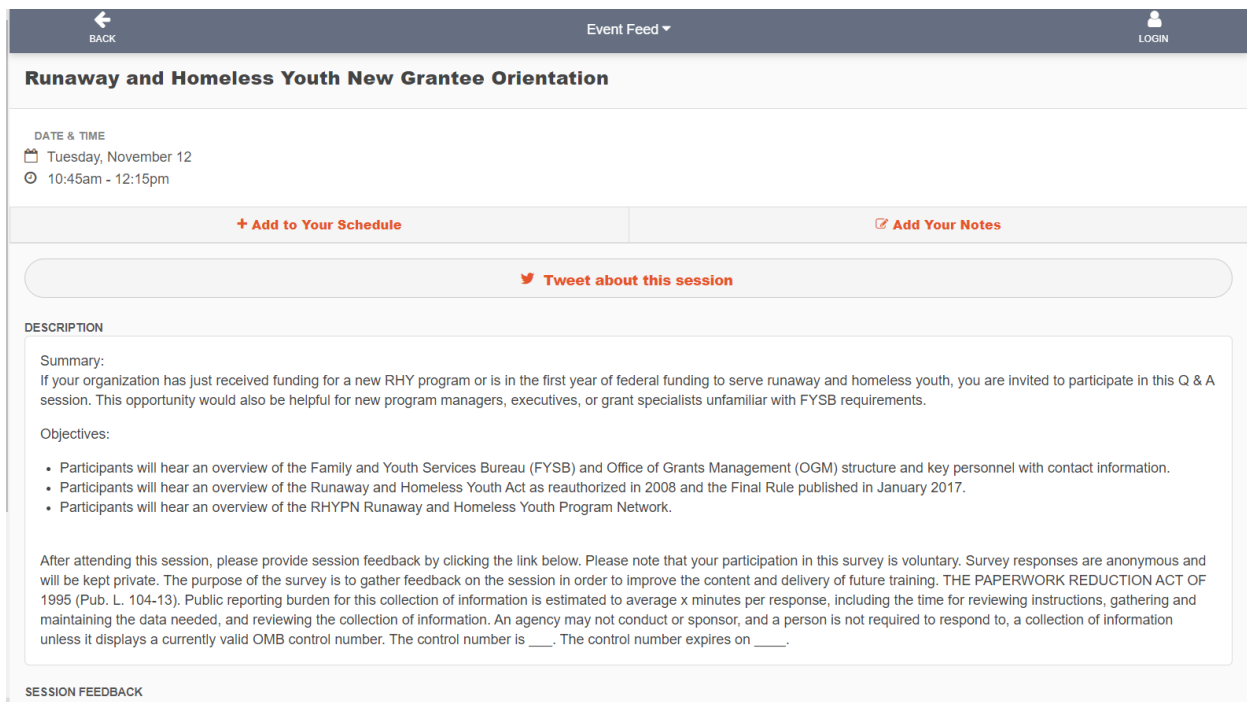 BACK
Event Feed
LOGIN
Runaway and Homeless Youth New Grantee Orientation
DATE & TIME
Tuesday, November 12
10:45am - 12:15pm
+ Add to Your Schedule
Add Your Notes
Tweet about this session
DESCRIPTION
Summary:
If your organization has just received funding for a new RHY program or is in the first year of federal funding to serve runaway and homeless youth, you are invited to participate in this Q & A
session. This opportunity would also be helpful for new program managers, executives, or grant specialists unfamiliar with FYSB requirements.
Objectives:
• Participants will hear an overview of the Family and Youth Services Bureau (FYSB) and Office of Grants Management (OGM) structure and key personnel with contact information.
• Participants will hear an overview of the Runaway and Homeless Youth Act as reauthorized in 2008 and the Final Rule published in January 2017.
• Participants will hear an overview of the RHYPN Runaway and Homeless Youth Program Network.
After attending this session, please provide session feedback by clicking the link below. Please note that your participation in this survey is voluntary. Survey responses are anonymous and
will be kept private. The purpose of the survey is to gather feedback on the session in order to improve the content and delivery of future training. THE PAPERWORK REDUCTION ACT OF
1995 (Pub. L. 104-13). Public reporting burden for this collection of information is estimated to average x minutes per response, including the time for reviewing instructions, gathering and
maintaining the data needed, and reviewing the collection of information. An agency may not conduct or sponsor, and a person is not required to respond to, a collection of information
unless it displays a currently valid OMB control number. The control number is ___. The control number expires on ____.
SESSION FEEDBACK